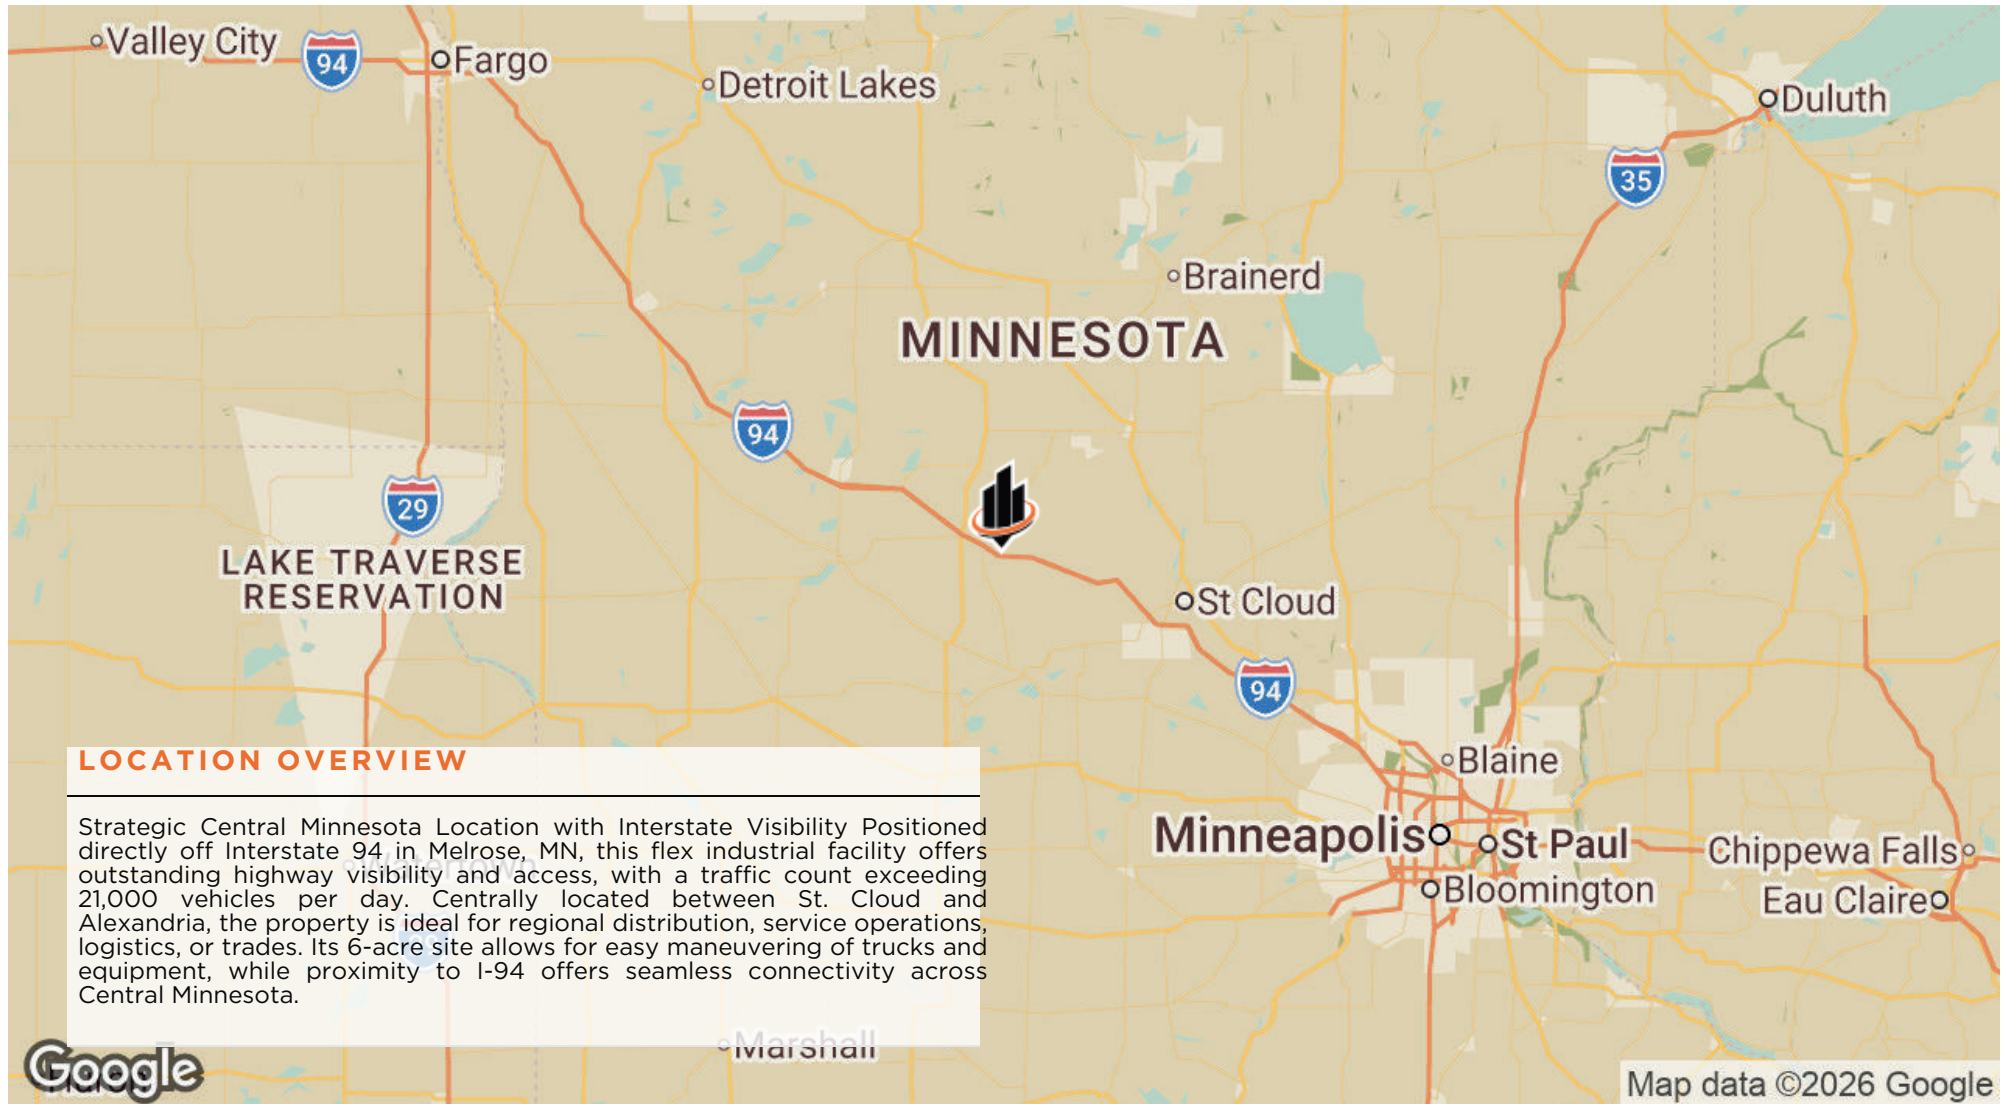 Valley City
94
Fargo
Detroit Lakes
Duluth
35
Brainerd
MINNESOTA
94
29
LAKE TRAVERSE
RESERVATION
St Cloud
94
LOCATION OVERVIEW
Strategic Central Minnesota Location with Interstate Visibility Positioned
directly off Interstate 94 in Melrose, MN, this flex industrial facility offers
outstanding highway visibility and access, with a traffic count exceeding
21,000 vehicles per day. Centrally located between St. Cloud and
Alexandria, the property is ideal for regional distribution, service operations,
logistics, or trades. Its 6-acre site allows for easy maneuvering of trucks and
equipment, while proximity to I-94 offers seamless connectivity across
Central Minnesota.
Watertown
Blaine
Minneapolis
St Paul
Chippewa Falls
Bloomington
Eau Claire
Marshall
Google
Huron
Map data ©2026 Google